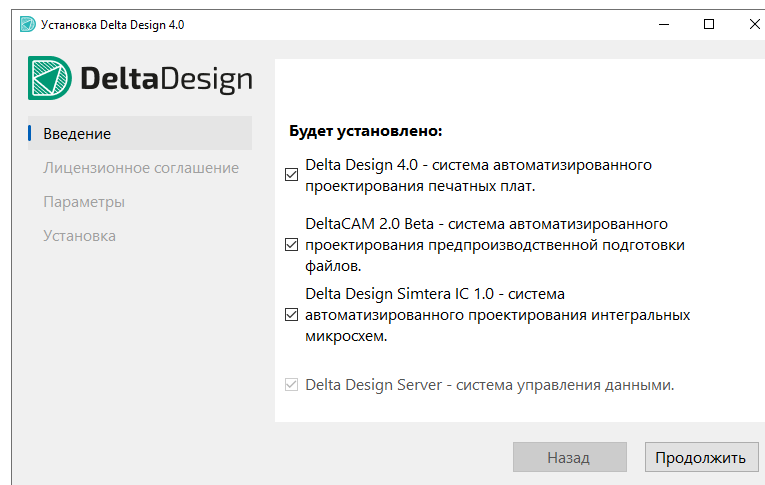 Установка Delta Design 4.0
DeltaDesign
Введение
Лицензионное соглашение
Параметры
Установка
Будет установлено:
Delta Design 4.0 - система автоматизированного
проектирования печатных плат.
DeltaCAM 2.0 Beta - система автоматизированного
проектирования предпроизводственной подготовки
файлов.
Delta Design Simtera IC 1.0 - система
автоматизированного проектирования интегральных
микросхем.
Delta Design Server - система управления данными.
Назад
Продолжить